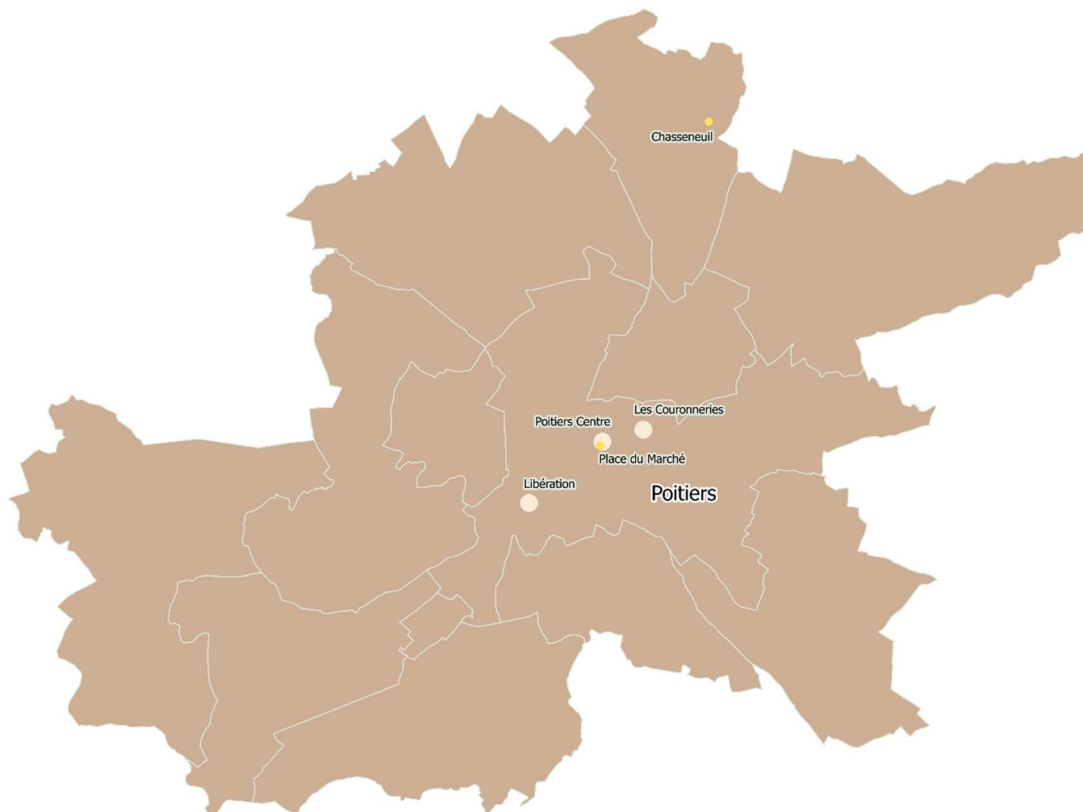 Chasseneuil
Les Couronneries
Poitiers Centre
Place du Marché
Libération
Poitiers